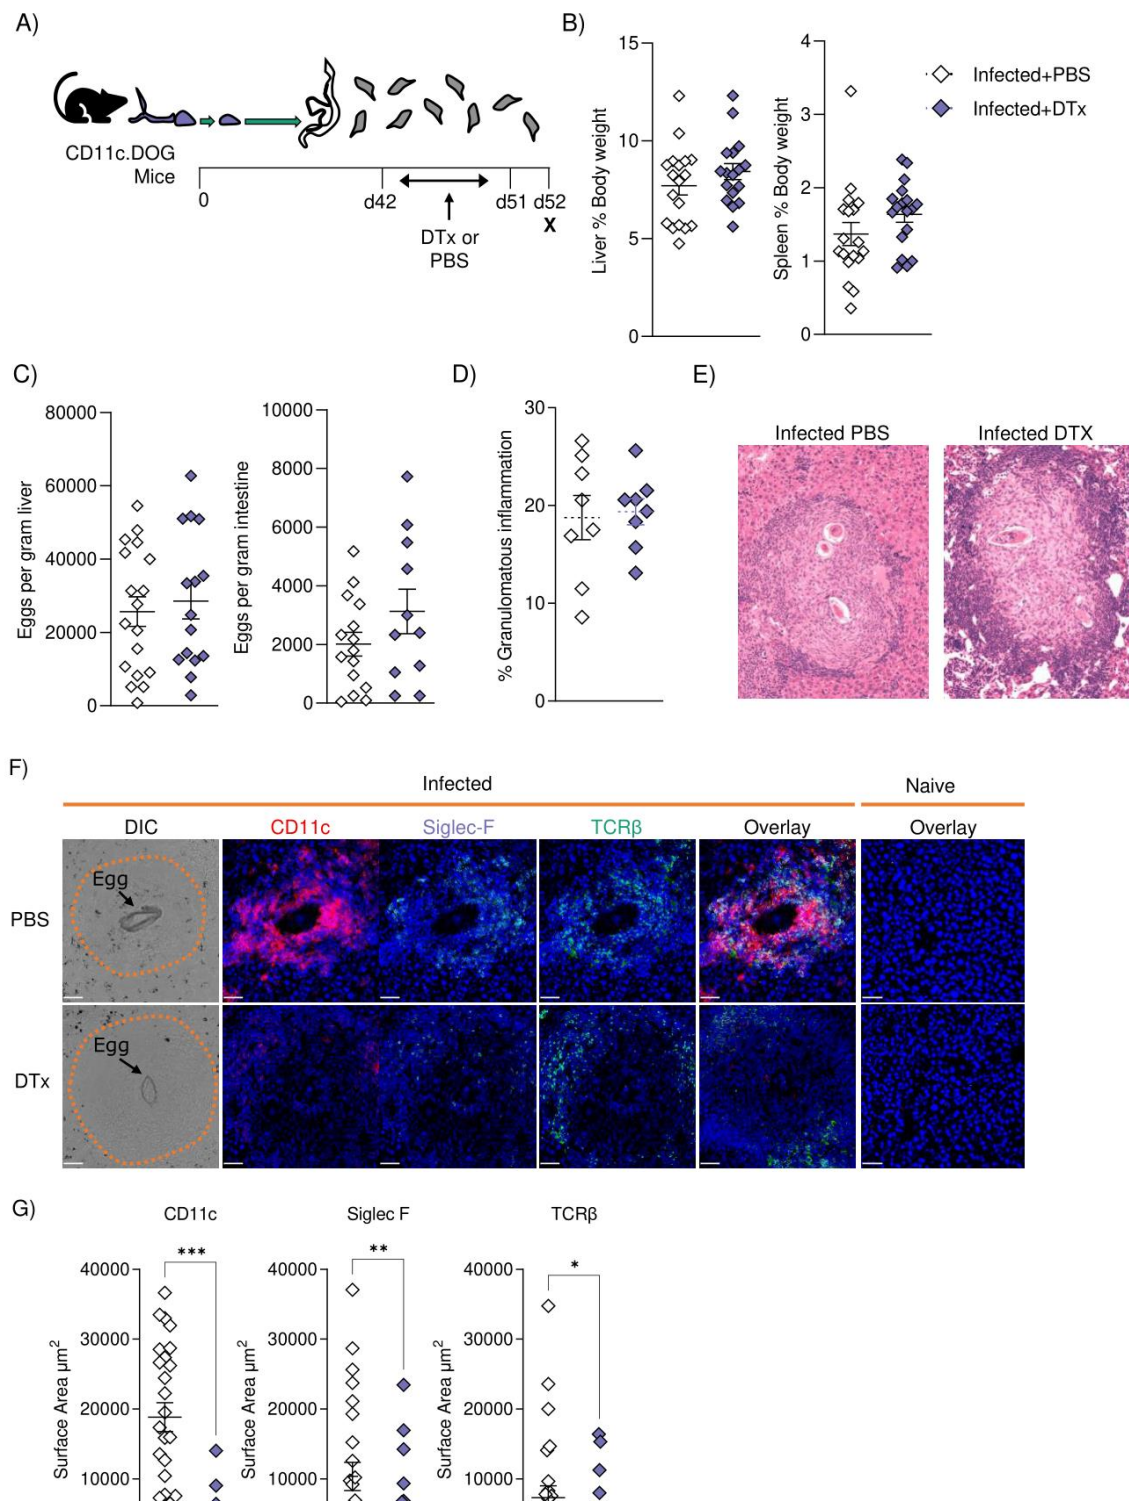 A)
CD11c.DOG
Mice
0
d42
d51
d52
X
DTx or
PBS
B)
Liver % Body weight
15
10
5
0
Spleen % Body weight
4
3
2
1
0
Infected+PBS
Infected+DTx
C)
Eggs per gram liver
80000
60000
40000
20000
0
Eggs per gram intestine
10000
8000
6000
4000
2000
0
D)
% Granulomatous inflammation
30
20
10
0
E)
Infected PBS
Infected DTX
F)
Infected
Naive
DIC
CD11c
Siglec-F
TCRβ
Overlay
Overlay
PBS
Egg
DTx
Egg
G)
CD11c
***
Surface Area µm²
40000
30000
20000
10000
Siglec F
**
Surface Area µm²
40000
30000
20000
10000
TCRβ
*
Surface Area µm²
40000
30000
20000
10000